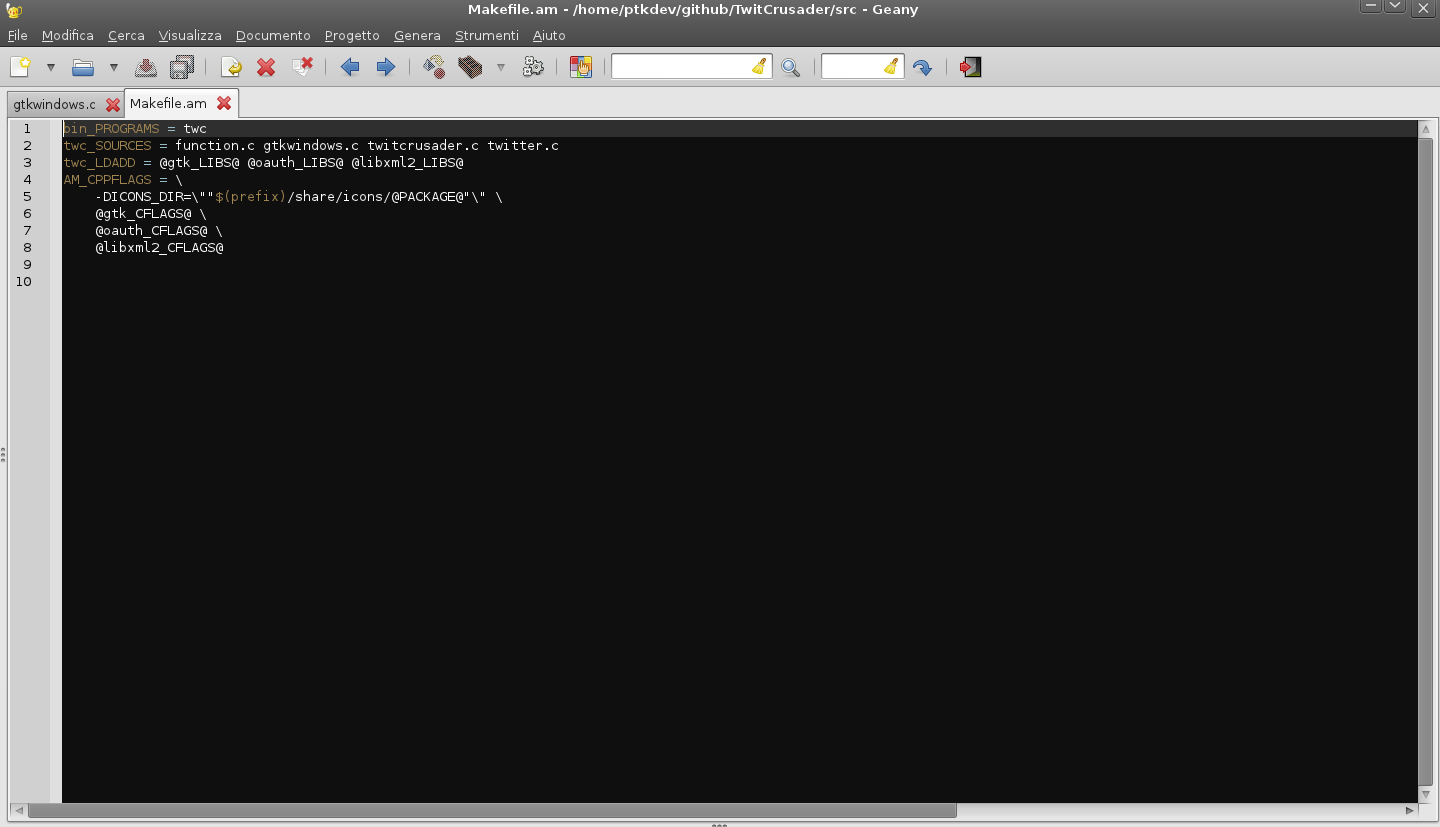 Makefile.am - /home/ptkdev/github/TwitCrusader/src - Geany
File Modifica Cerca Visualizza Documento Progetto Genera Strumenti Aiuto
gtkwindows.c Makefile.am
1 bin_PROGRAMS = twc
2 twc_SOURCES = function.c gtkwindows.c twitcrusader.c twitter.c
3 twc_LDADD = @gtk_LIBS@ @oauth_LIBS@ @libxml2_LIBS@
4 AM_CPPFLAGS = \
5 -DICONS_DIR=\""$(prefix)/share/icons/@PACKAGE@"\" \
6 @gtk_CFLAGS@ \
7 @oauth_CFLAGS@ \
8 @libxml2_CFLAGS@
9
10